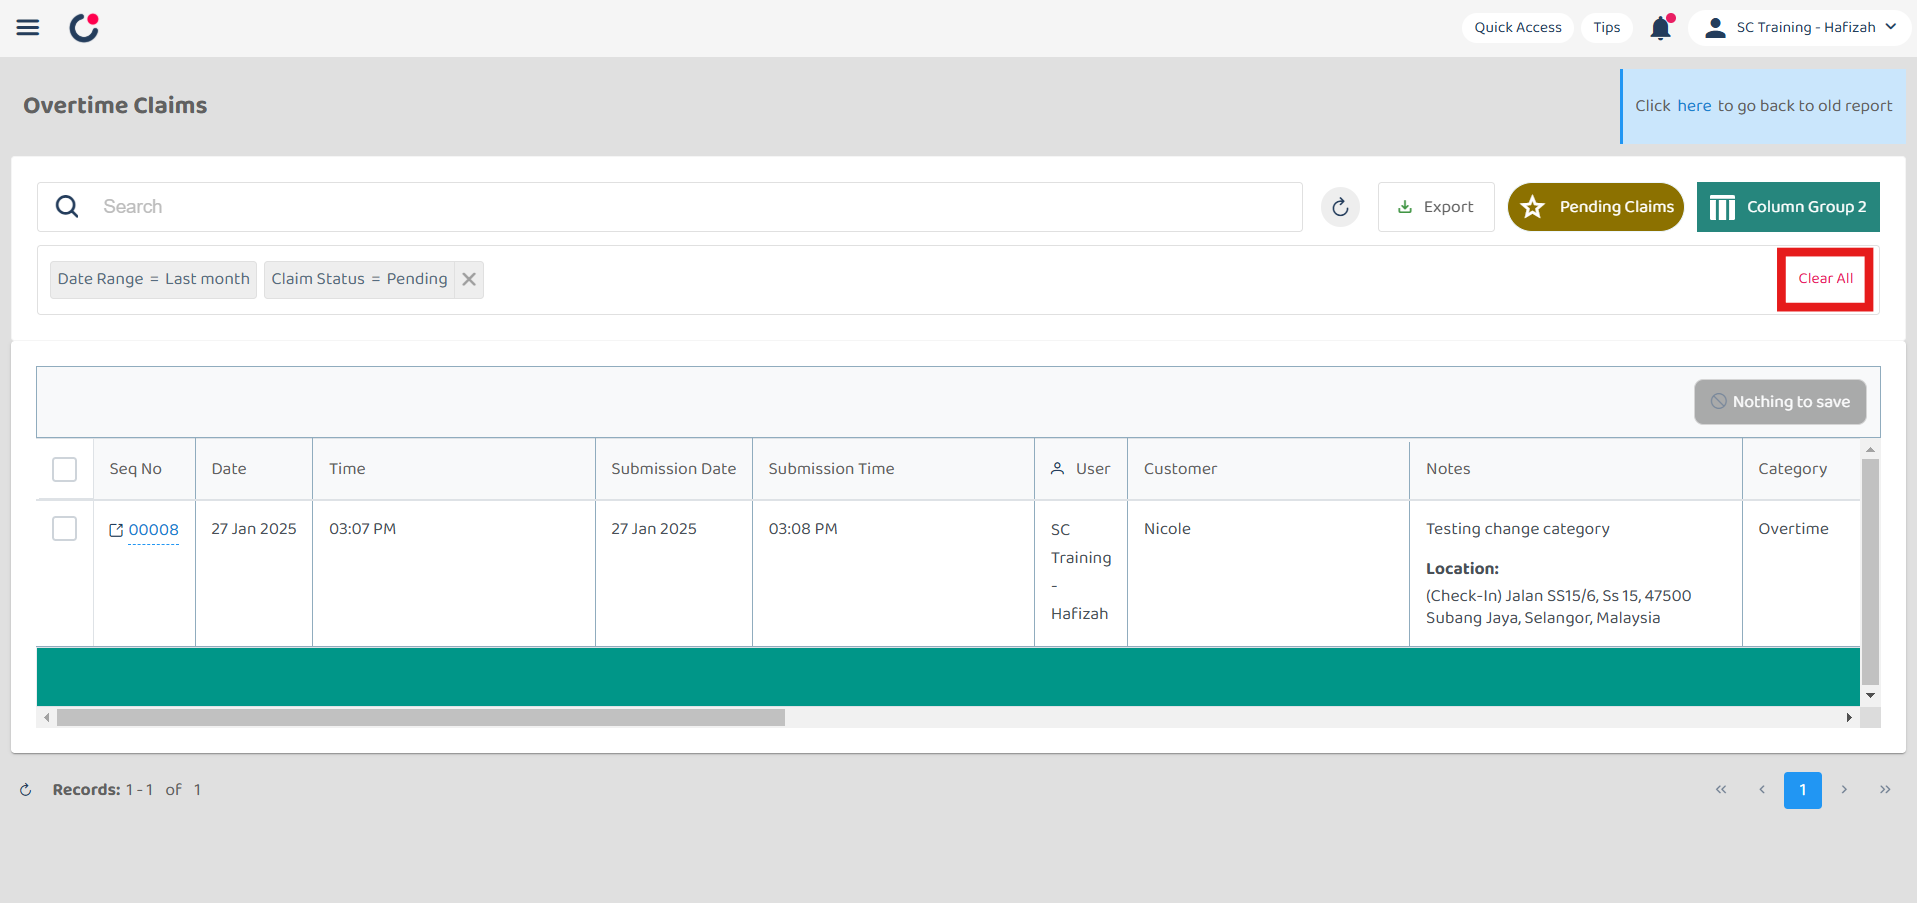 Quick Access Tips SC Training - Hafizah
Overtime Claims
Click here to go back to old report
Search
Export
Pending Claims
Column Group 2
Date Range = Last month
Claim Status = Pending
Clear All
Nothing to save
Seq No Date Time Submission Date Submission Time User Customer Notes Category
00008 27 Jan 2025 03:07 PM 27 Jan 2025 03:08 PM
SC
Training
-
Hafizah
Nicole
Testing change category
Location:
(Check-In) Jalan SS15/6, Ss 15, 47500
Subang Jaya, Selangor, Malaysia
Overtime
Records: 1 - 1 of 1
« ‹ 1 › »